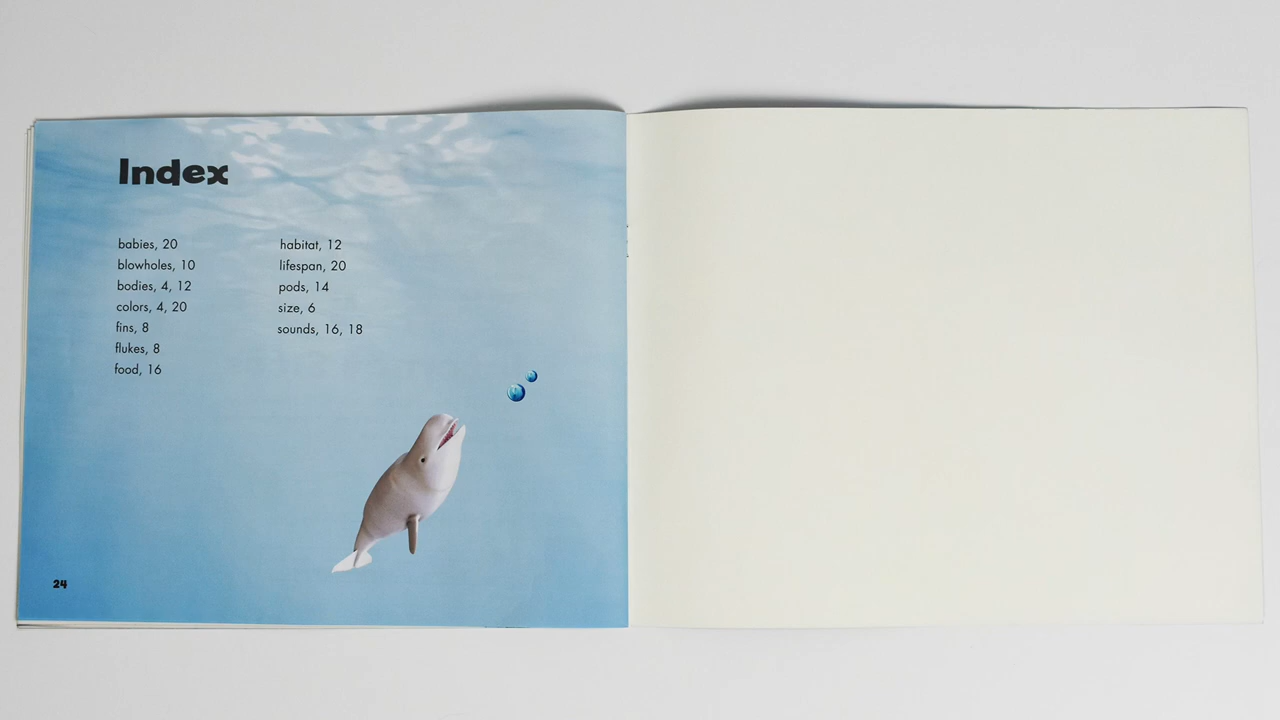 Index
babies, 20
blowholes, 10
bodies, 4, 12
colors, 4, 20
fins, 8
flukes, 8
food, 16
habitat, 12
lifespan, 20
pods, 14
size, 6
sounds, 16, 18
24